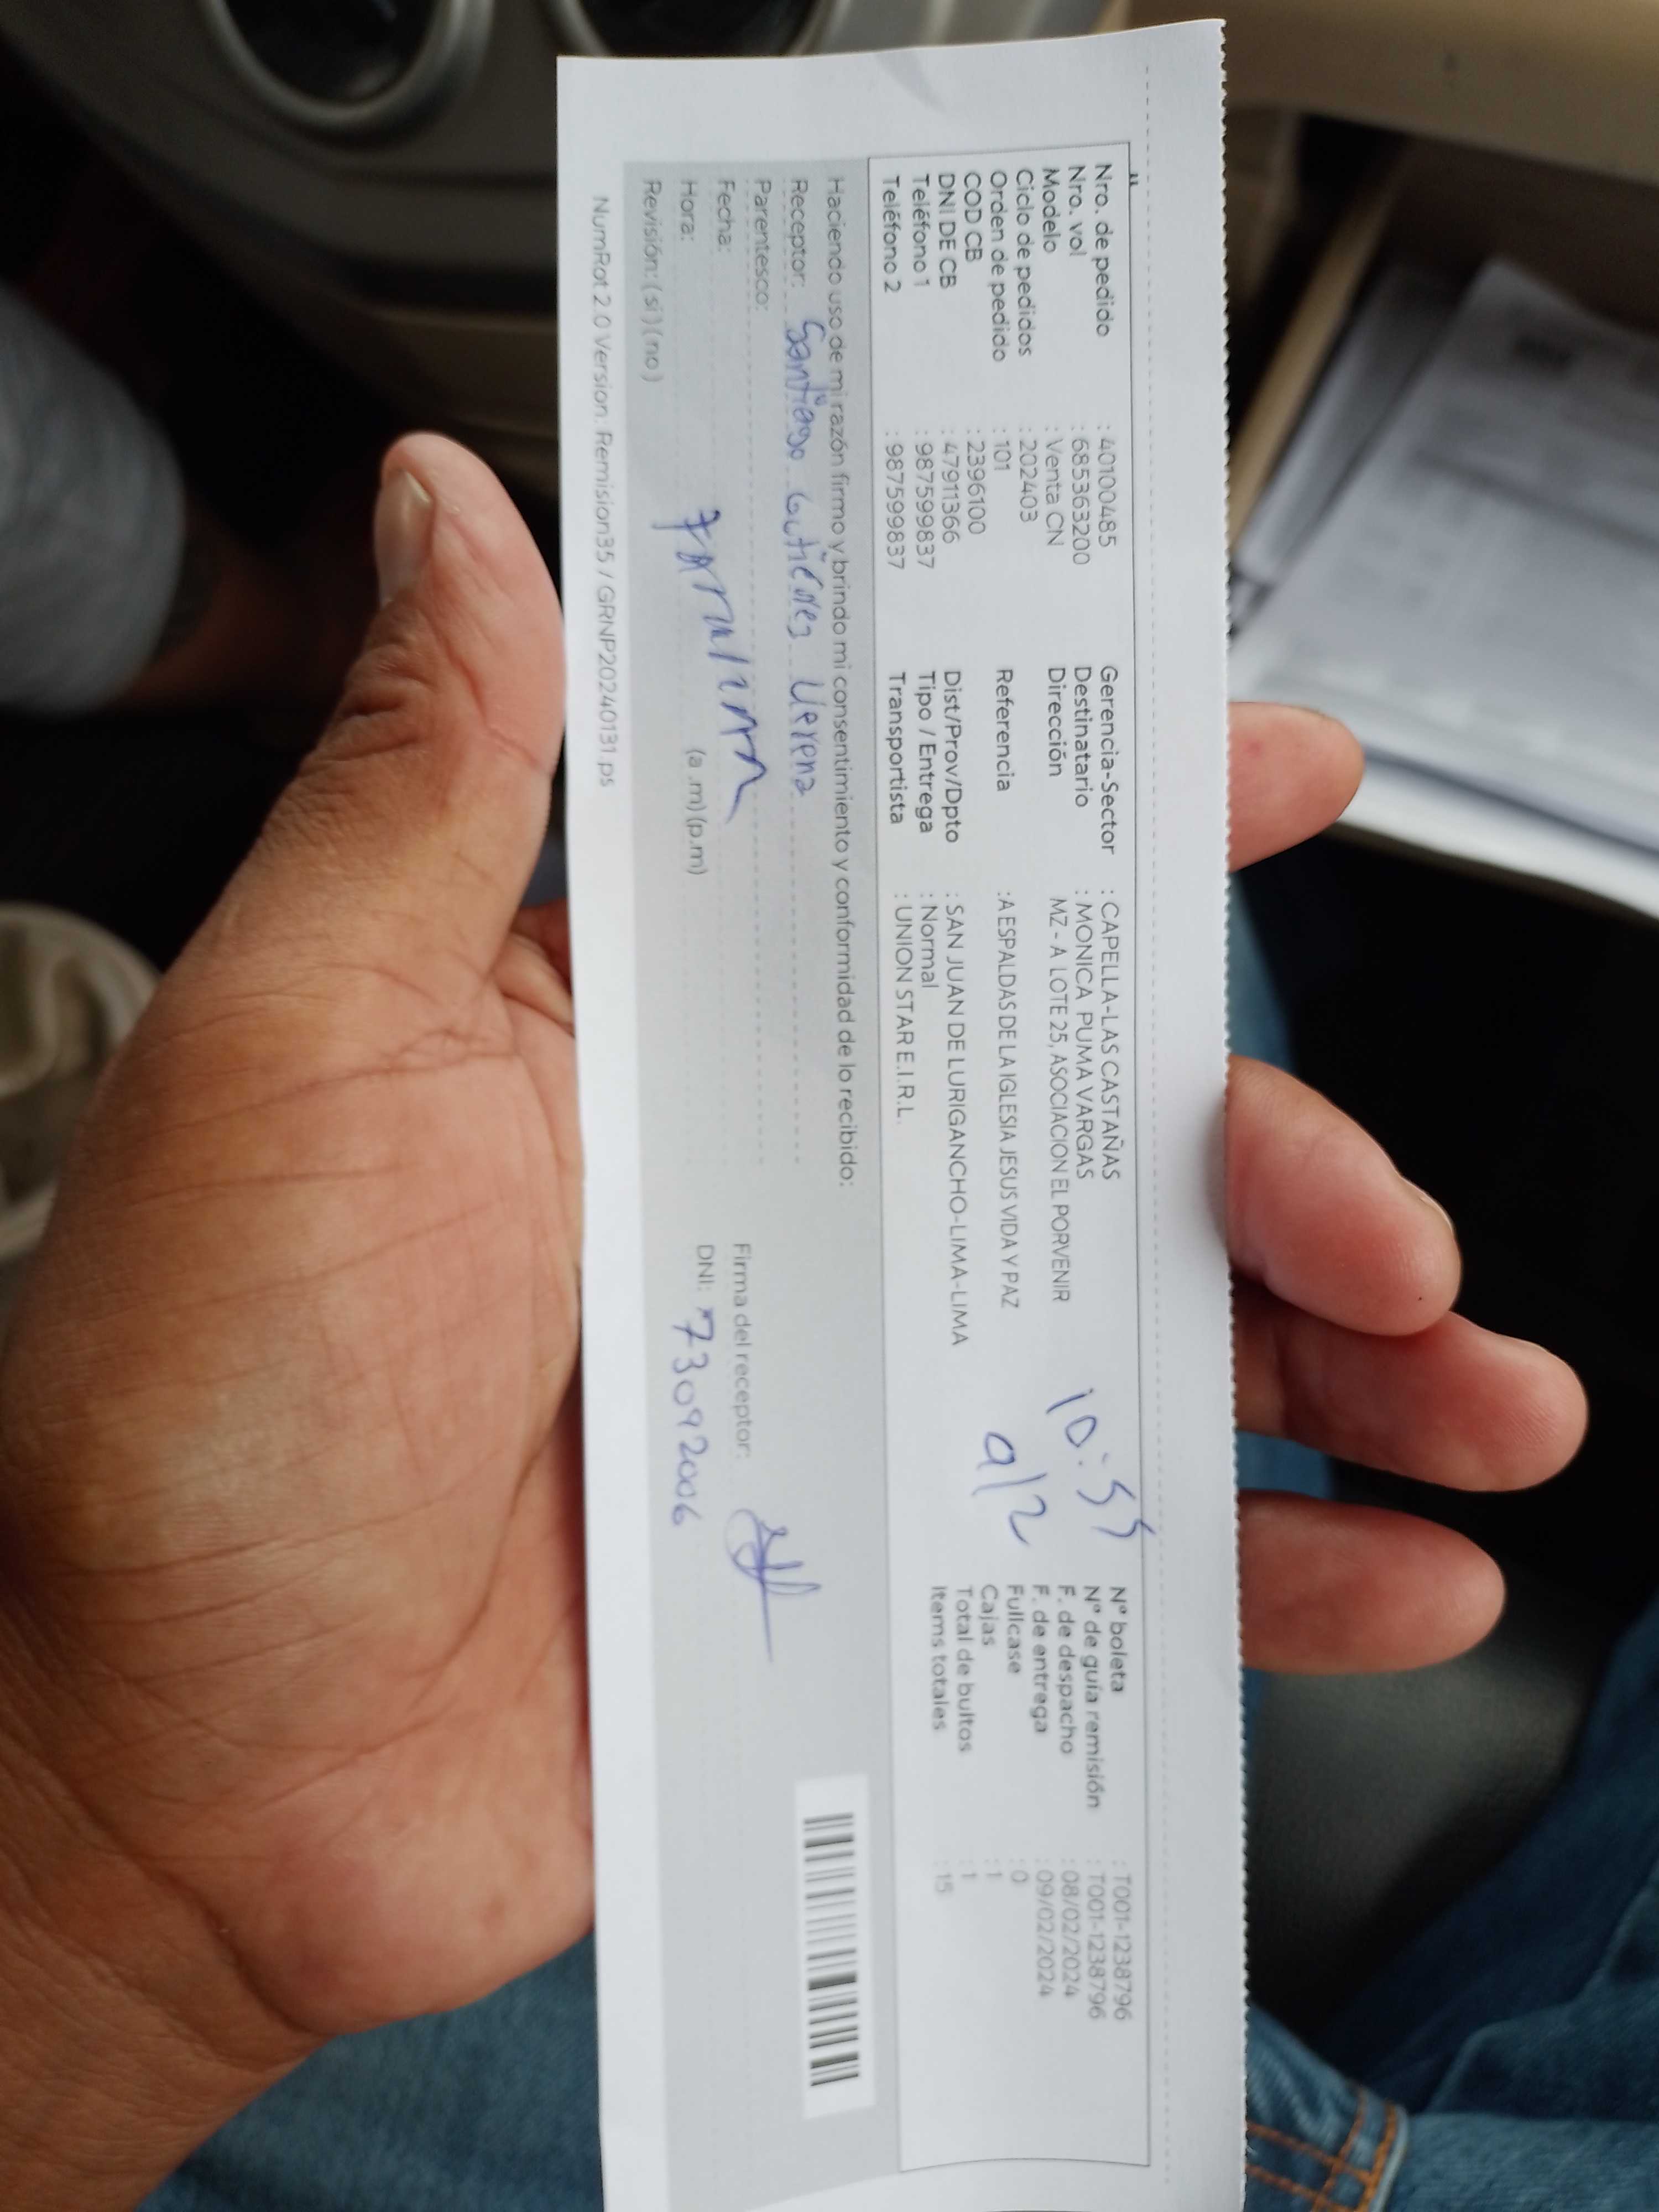 Nro. de pedido : 40100485 Gerencia-Sector : CAPELLA-LAS CASTAÑAS Nº boleta : T001-1238796
Nro. vol : 685363200 Destinatario : MONICA PUMA VARGAS Nº de guía remisión : T001-1238796
Modelo : Venta CN Dirección MZ - A LOTE 25, ASOCIACION EL PORVENIR F. de despacho : 08/02/2024
Ciclo de pedidos : 202403 F. de entrega : 09/02/2024
Orden de pedido : 101 Referencia : A ESPALDAS DE LA IGLESIA JESUS VIDA Y PAZ Fullcase : 0
COD CB : 2396100 Cajas : 1
DNI DE CB : 47911366 Dist/Prov/Dpto : SAN JUAN DE LURIGANCHO-LIMA-LIMA Total de bultos : 1
Teléfono 1 : 987599837 Tipo / Entrega : Normal Items totales : 15
Teléfono 2 : 987599837 Transportista : UNION STAR E.I.R.L.
10:55
9/2
Haciendo uso de mi razón firmo y brindo mi consentimiento y conformidad de lo recibido:
Receptor: Santiago
Parentesco:
Fecha: Firma del receptor:
Hora: (a.m) (p.m) DNI: 73092006
Revisión: (si) (no)
NumRot 2.0 Version. Remision35 / GRNP20240131.ps